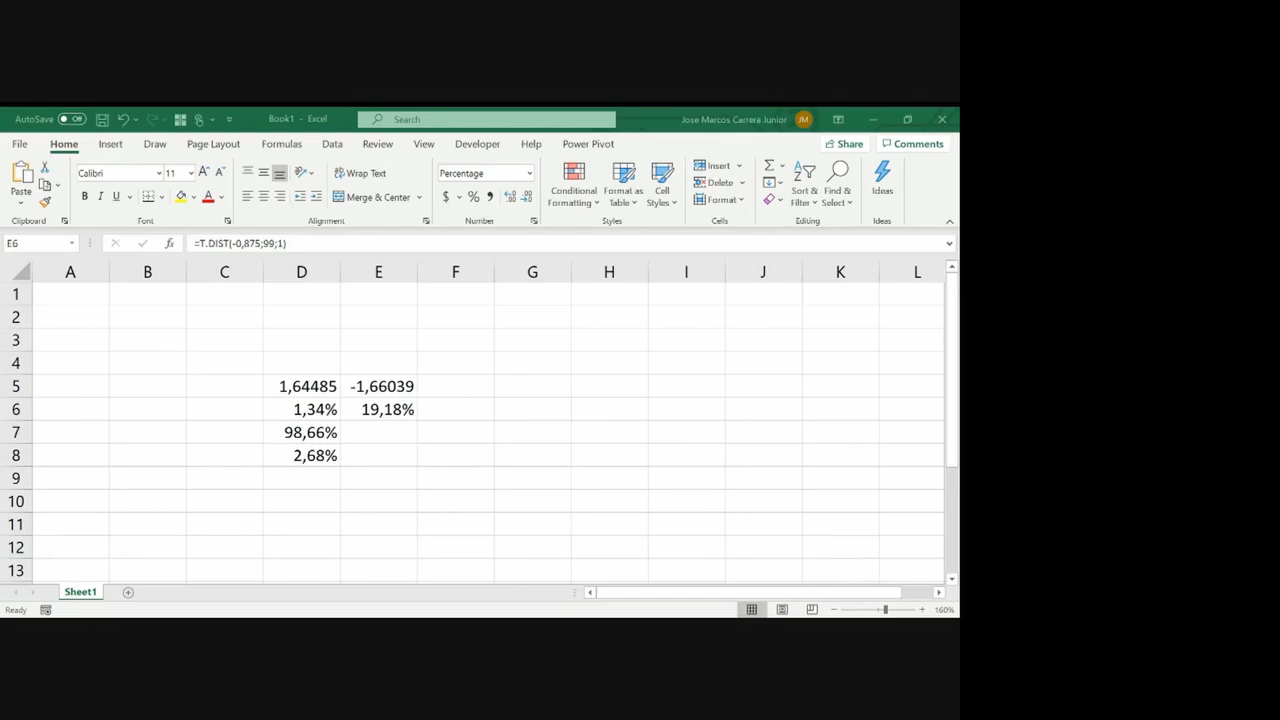 AutoSave Off Book1 - Excel Search Jose Marcos Carrera Junior JM
File Home Insert Draw Page Layout Formulas Data Review View Developer Help Power Pivot Share Comments
Paste
Calibri 11
B I U
Wrap Text
Merge & Center
Percentage
$ %
Conditional Formatting
Format as Table
Cell Styles
Insert
Delete
Format
Sort & Filter
Find & Select
Ideas
Clipboard Font Alignment Number Styles Cells Editing Ideas
E6 fx =T.DIST(-0,875;99;1)
A B C D E F G H I J K L
1
2
3
4
5 1,64485 -1,66039
6 1,34% 19,18%
7 98,66%
8 2,68%
9
10
11
12
13
Sheet1
Ready 160%